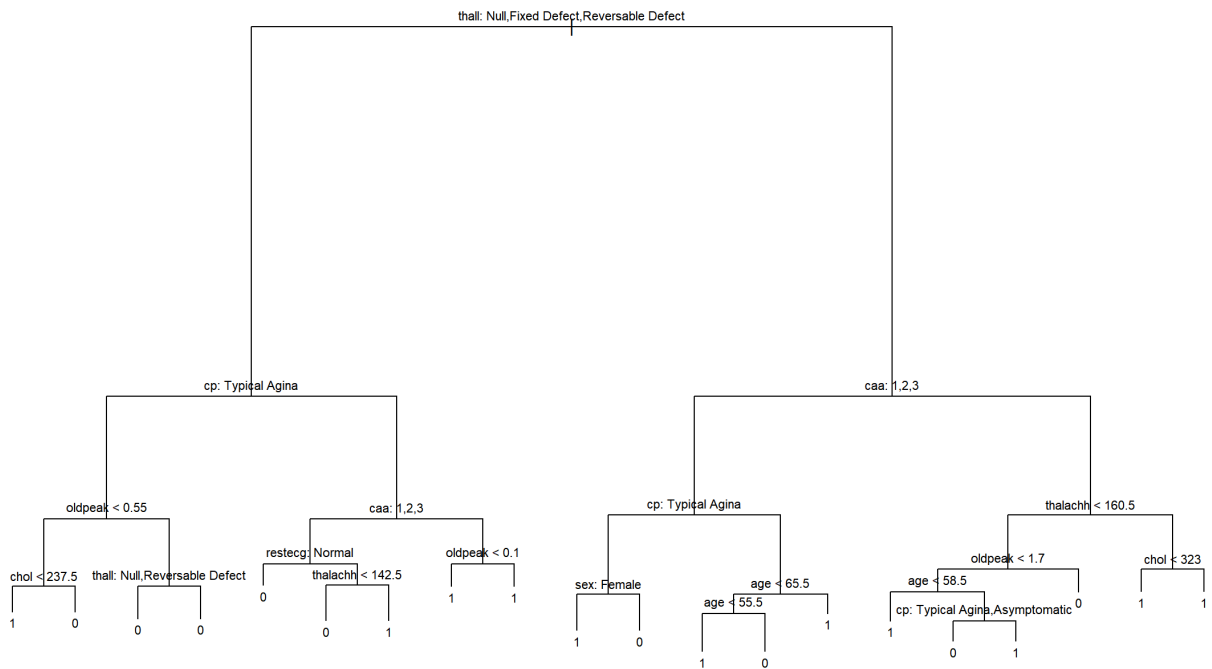 thall: Null,Fixed Defect,Reversable Defect
cp: Typical Agina
caa: 1,2,3
oldpeak < 0.55
caa: 1,2,3
cp: Typical Agina
thalachh < 160.5
restecg: Normal
oldpeak < 0.1
oldpeak < 1.7
chol < 323
chol < 237.5
thall: Null,Reversable Defect
thalachh < 142.5
sex: Female
age < 65.5
age < 58.5
0
1
1
age < 55.5
0
1
1
cp: Typical Agina,Asymptomatic
1
0
0
0
0
1
1
0
1
1
0
1
0
1